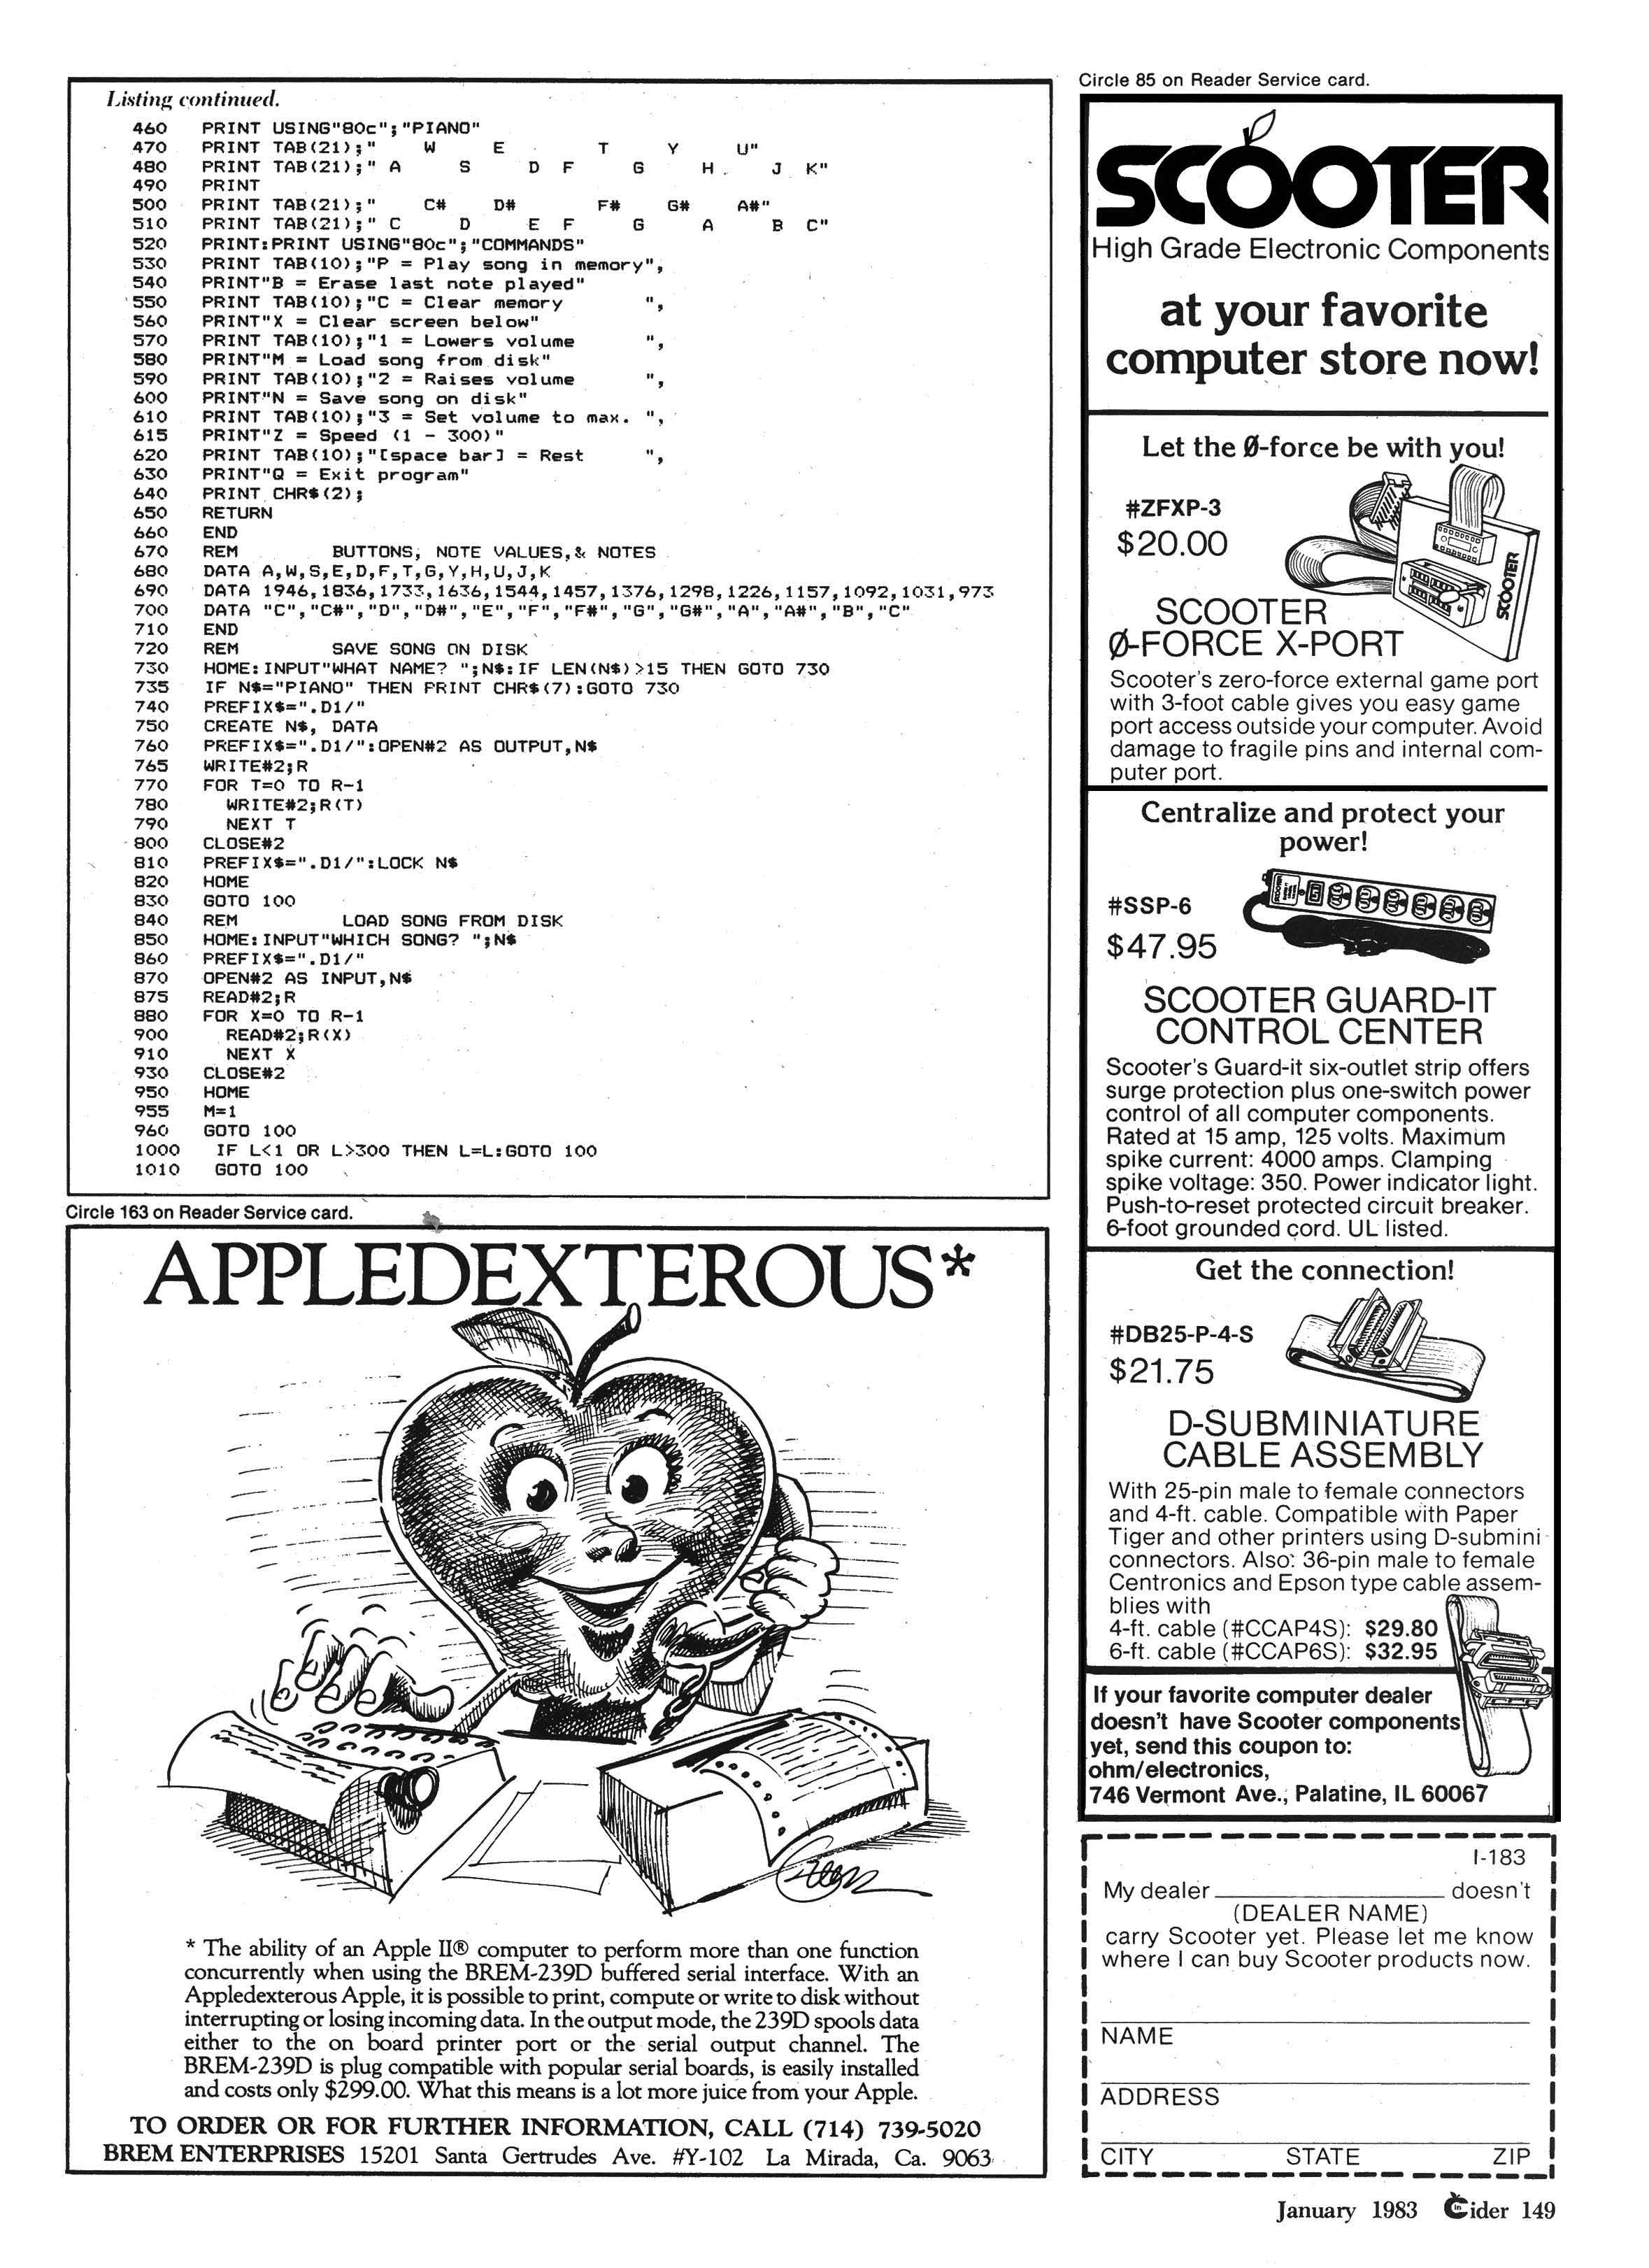 Listing continued.
460 PRINT USING"80c";"PIANO"
470 PRINT TAB(21);" W E T Y U"
480 PRINT TAB(21);" A S D F G H J K"
490 PRINT
500 PRINT TAB(21);" C# D# F# G# A#"
510 PRINT TAB(21);" C D E F G A B C"
520 PRINT:PRINT USING"80c";"COMMANDS"
530 PRINT TAB(10);"P = Play song in memory",
540 PRINT"B = Erase last note played"
550 PRINT TAB(10);"C = Clear memory ",
560 PRINT"X = Clear screen below"
570 PRINT TAB(10);"1 = Lowers volume ",
580 PRINT"M = Load song from disk"
590 PRINT TAB(10);"2 = Raises volume ",
600 PRINT"N = Save song on disk"
610 PRINT TAB(10);"3 = Set volume to max. ",
615 PRINT"Z = Speed (1 - 300)"
620 PRINT TAB(10);"[space bar] = Rest ",
630 PRINT"Q = Exit program"
640 PRINT CHR$(2);
650 RETURN
660 END
670 REM BUTTONS, NOTE VALUES,& NOTES
680 DATA A,W,S,E,D,F,T,G,Y,H,U,J,K
690 DATA 1946,1836,1733,1636,1544,1457,1376,1298,1226,1157,1092,1031,973
700 DATA "C","C#","D","D#","E","F","F#","G","G#","A","A#","B","C"
710 END
720 REM SAVE SONG ON DISK
730 HOME:INPUT"WHAT NAME? ";N$:IF LEN(N$)>15 THEN GOTO 730
735 IF N$="PIANO" THEN PRINT CHR$(7):GOTO 730
740 PREFIX$=".D1/"
750 CREATE N$, DATA
760 PREFIX$=".D1/":OPEN#2 AS OUTPUT,N$
765 WRITE#2;R
770 FOR T=0 TO R-1
780 WRITE#2;R(T)
790 NEXT T
800 CLOSE#2
810 PREFIX$=".D1/":LOCK N$
820 HOME
830 GOTO 100
840 REM LOAD SONG FROM DISK
850 HOME:INPUT"WHICH SONG? ";N$
860 PREFIX$=".D1/"
870 OPEN#2 AS INPUT,N$
875 READ#2;R
880 FOR X=0 TO R-1
900 READ#2;R(X)
910 NEXT X
930 CLOSE#2
950 HOME
955 M=1
960 GOTO 100
1000 IF L<1 OR L>300 THEN L=L:GOTO 100
1010 GOTO 100
Circle 163 on Reader Service card.
APPLEDEXTEROUS*
* The ability of an Apple II® computer to perform more than one function
concurrently when using the BREM-239D buffered serial interface. With an
Appledexterous Apple, it is possible to print, compute or write to disk without
interrupting or losing incoming data. In the output mode, the 239D spools data
either to the on board printer port or the serial output channel. The
BREM-239D is plug compatible with popular serial boards, is easily installed
and costs only $299.00. What this means is a lot more juice from your Apple.
TO ORDER OR FOR FURTHER INFORMATION, CALL (714) 739-5020
BREM ENTERPRISES 15201 Santa Gertrudes Ave. #Y-102 La Mirada, Ca. 9063
Circle 85 on Reader Service card.
SCOOTER
High Grade Electronic Components
at your favorite
computer store now!
Let the Ø-force be with you!
#ZFXP-3
$20.00
SCOOTER
SCOOTER
Ø-FORCE X-PORT
Scooter's zero-force external game port
with 3-foot cable gives you easy game
port access outside your computer. Avoid
damage to fragile pins and internal com-
puter port.
Centralize and protect your
power!
#SSP-6
$47.95
SCOOTER GUARD-IT
CONTROL CENTER
Scooter's Guard-it six-outlet strip offers
surge protection plus one-switch power
control of all computer components.
Rated at 15 amp, 125 volts. Maximum
spike current: 4000 amps. Clamping
spike voltage: 350. Power indicator light.
Push-to-reset protected circuit breaker.
6-foot grounded cord. UL listed.
Get the connection!
#DB25-P-4-S
$21.75
D-SUBMINIATURE
CABLE ASSEMBLY
With 25-pin male to female connectors
and 4-ft. cable. Compatible with Paper
Tiger and other printers using D-submini
connectors. Also: 36-pin male to female
Centronics and Epson type cable assem-
blies with
4-ft. cable (#CCAP4S): $29.80
6-ft. cable (#CCAP6S): $32.95
If your favorite computer dealer
doesn't have Scooter components
yet, send this coupon to:
ohm/electronics,
746 Vermont Ave., Palatine, IL 60067
I-183
My dealer doesn't
(DEALER NAME)
carry Scooter yet. Please let me know
where I can buy Scooter products now.
NAME
ADDRESS
CITY STATE ZIP
January 1983 inCider 149